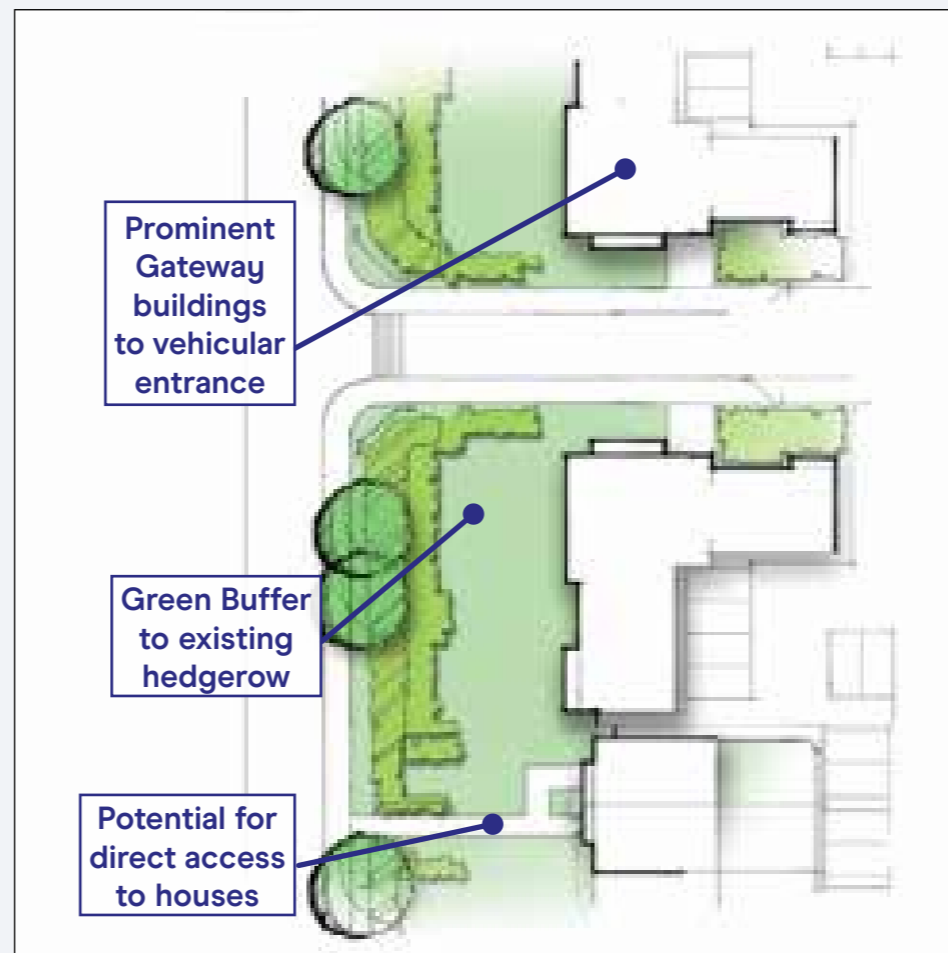 Prominent
Gateway
buildings
to vehicular
entrance
Green Buffer
to existing
hedgerow
Potential for
direct access
to houses